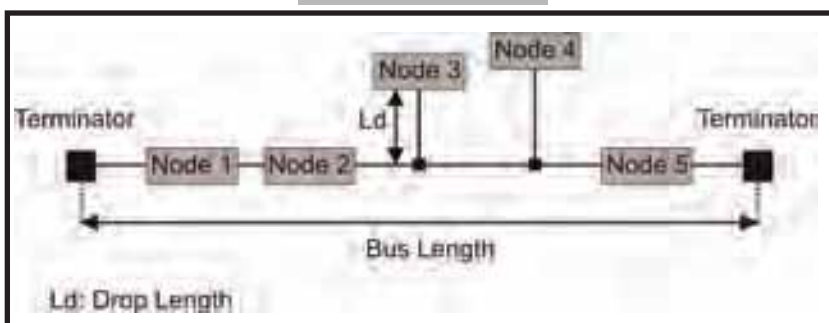 Node 4
Node 3
Terminator
Ld
Terminator
Node 1
Node 2
Node 5
Bus Length
Ld: Drop Length